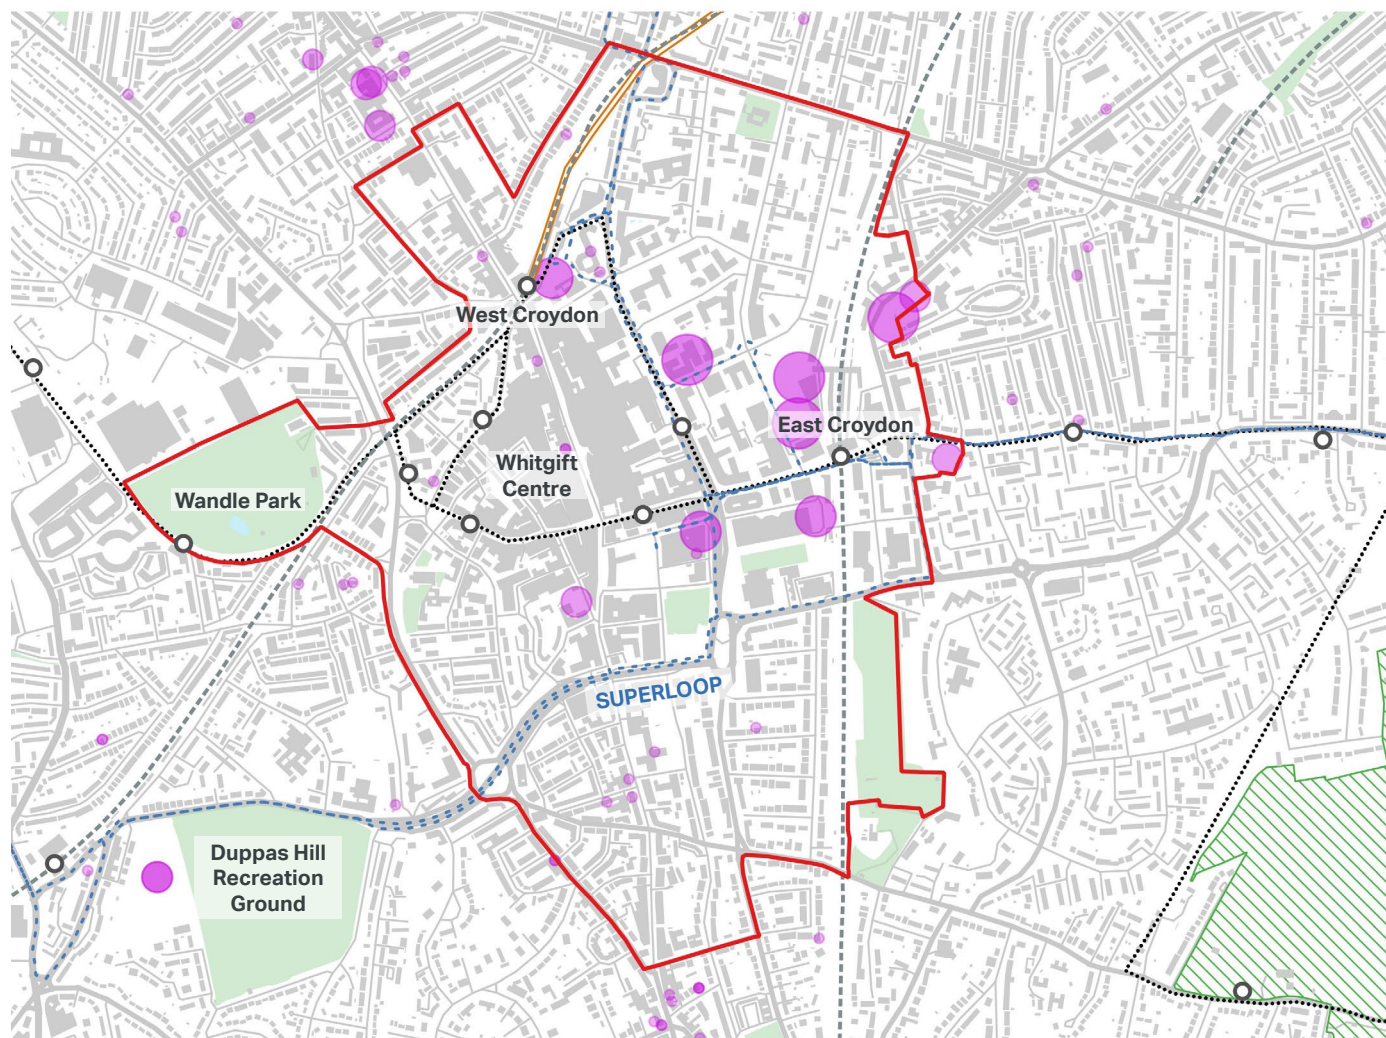 West Croydon
East Croydon
Whitgift
Centre
Wandle Park
SUPERLOOP
Duppas Hill
Recreation
Ground